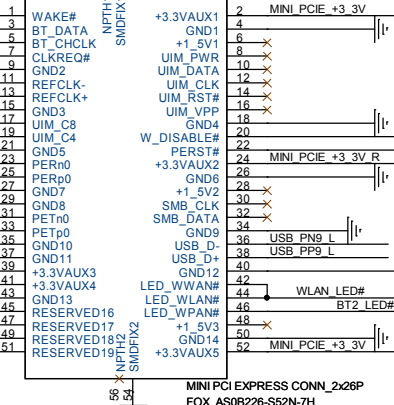 NPTH1
SMDFIX1
1 WAKE# +3.3VAUX1 2 MINI_PCIE_+3_3V
3 BT_DATA GND1 4
5 BT_CHCLK +1_5V1 6
7 CLKREQ# UIM_PWR 8
9 GND2 UIM_DATA 10
11 REFCLK- UIM_CLK 12
13 REFCLK+ UIM_RST# 14
15 GND3 UIM_VPP 16
17 UIM_C8 GND4 18
19 UIM_C4 W_DISABLE# 20
21 GND5 PERST# 22
23 PERn0 +3.3VAUX2 24 MINI_PCIE_+3_3V_R
25 PERp0 GND6 26
27 GND7 +1_5V2 28
29 GND8 SMB_CLK 30
31 PETn0 SMB_DATA 32
33 PETp0 GND9 34
35 GND10 USB_D- 36 USB_PN9_L
37 GND11 USB_D+ 38 USB_PP9_L
39 +3.3VAUX3 GND12 40
41 +3.3VAUX4 LED_WWAN# 42
43 GND13 LED_WLAN# 44 WLAN_LED#
45 RESERVED16 LED_WPAN# 46 BT2_LED#
47 RESERVED17 +1_5V3 48
49 RESERVED18 GND14 50
51 RESERVED19 +3.3VAUX5 52 MINI_PCIE_+3_3V
NPTH2
SMDFIX2
56
54
MINI PCI EXPRESS CONN_2x26P
FOX_AS0B226-S52N-7H